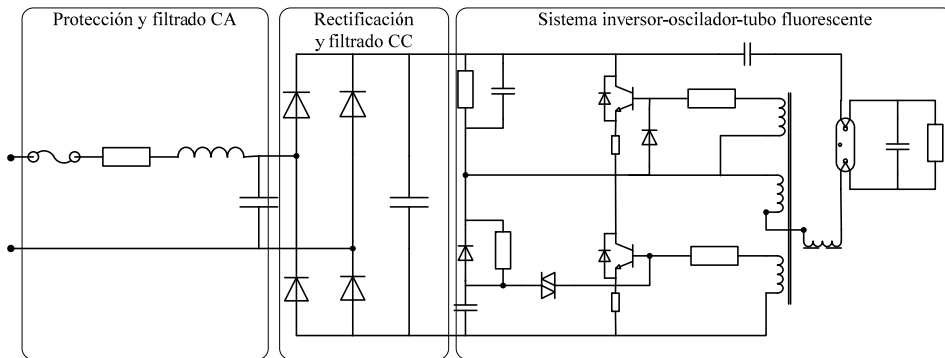 Protección y filtrado CA
Rectificación
y filtrado CC
Sistema inversor-oscilador-tubo fluorescente